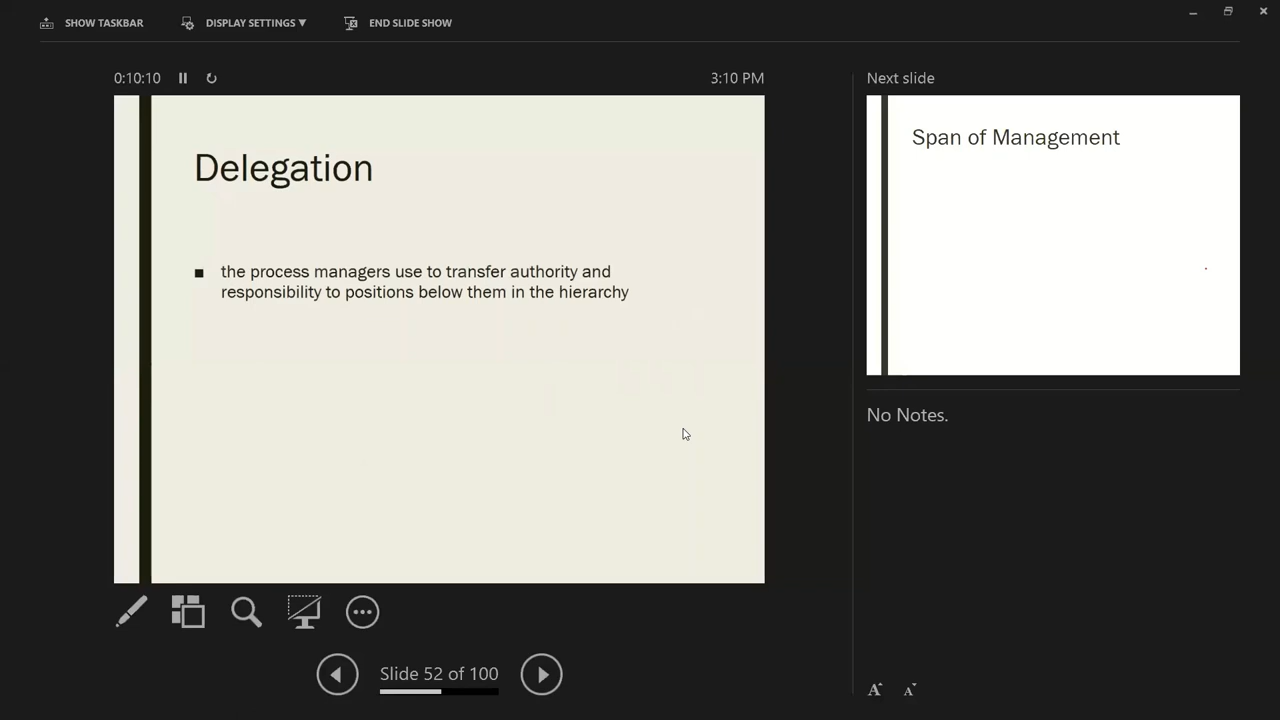 SHOW TASKBAR DISPLAY SETTINGS ▼ END SLIDE SHOW
0:10:10 3:10 PM
Delegation
■ the process managers use to transfer authority and
responsibility to positions below them in the hierarchy
Next slide
Span of Management
No Notes.
Slide 52 of 100
A A